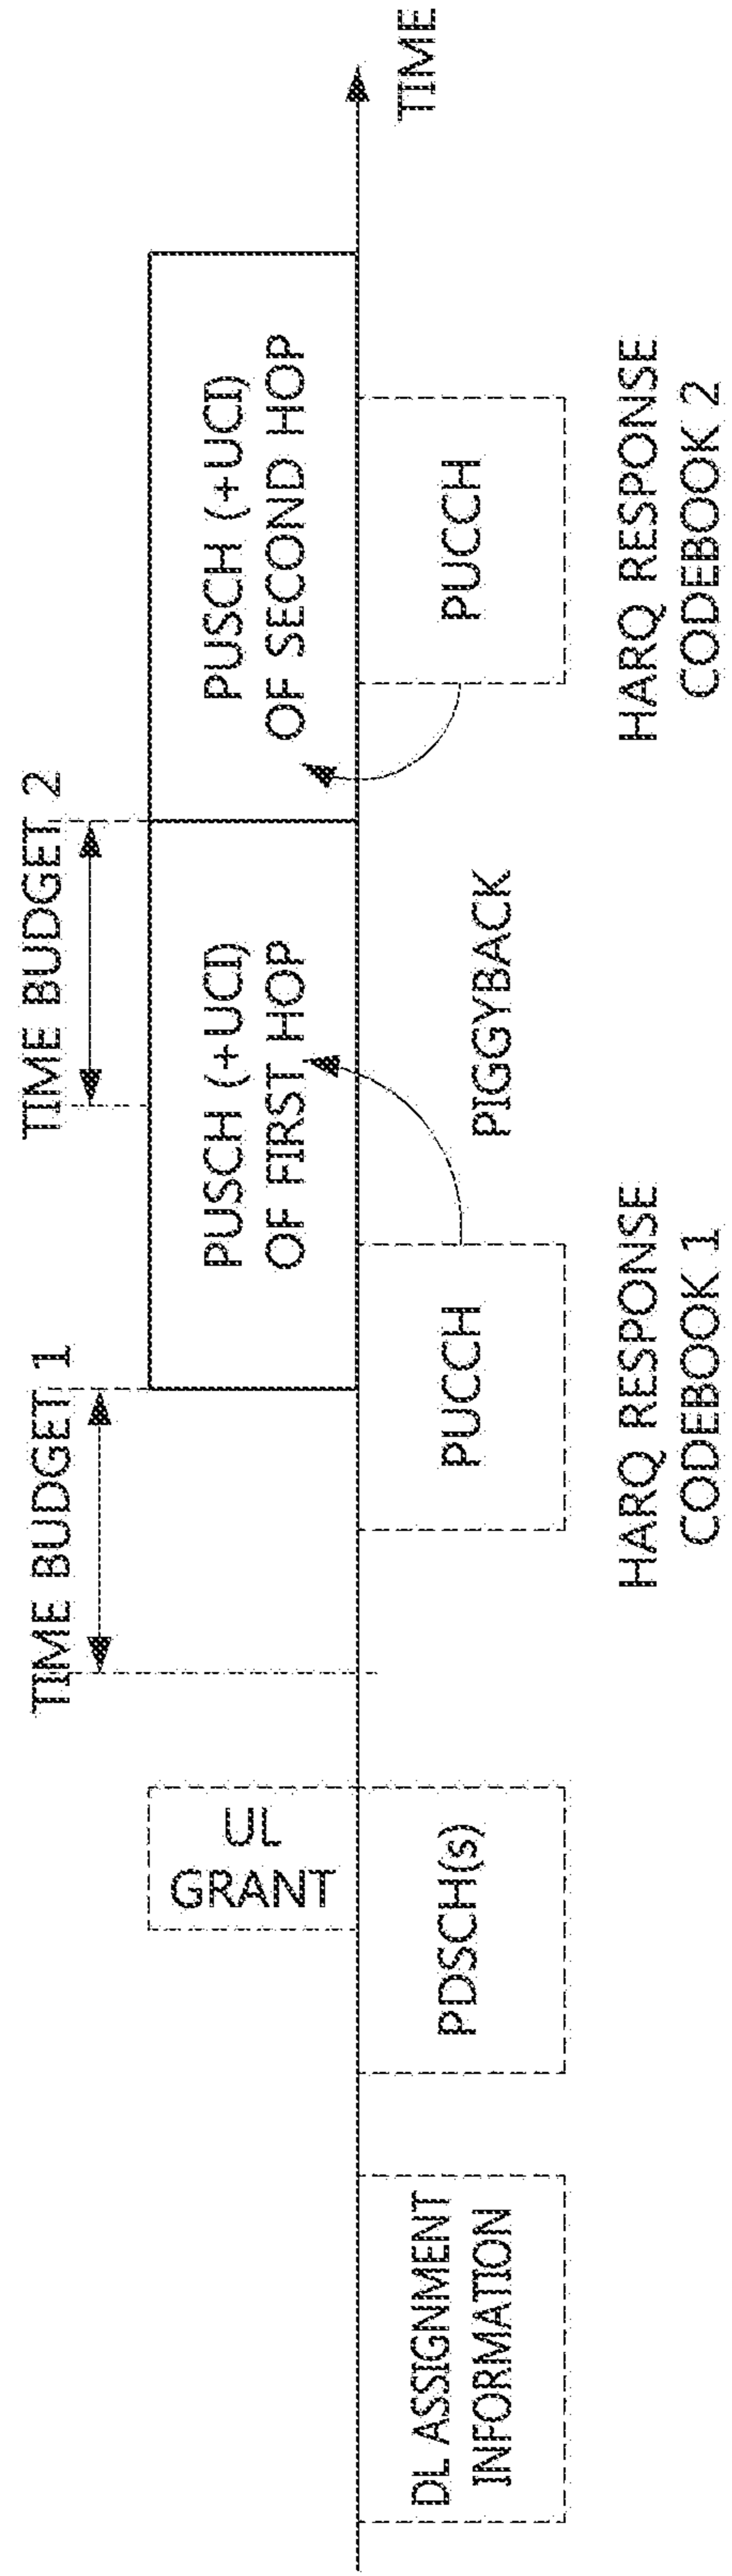 TIME BUDGET 1
TIME BUDGET 2
UL
GRANT
PUSCH (+UCI)
OF FIRST HOP
PUSCH (+UCI)
OF SECOND HOP
TIME
DL ASSIGNMENT
INFORMATION
PDSCH(s)
PUCCH
PIGGYBACK
PUCCH
HARQ RESPONSE
CODEBOOK 1
HARQ RESPONSE
CODEBOOK 2